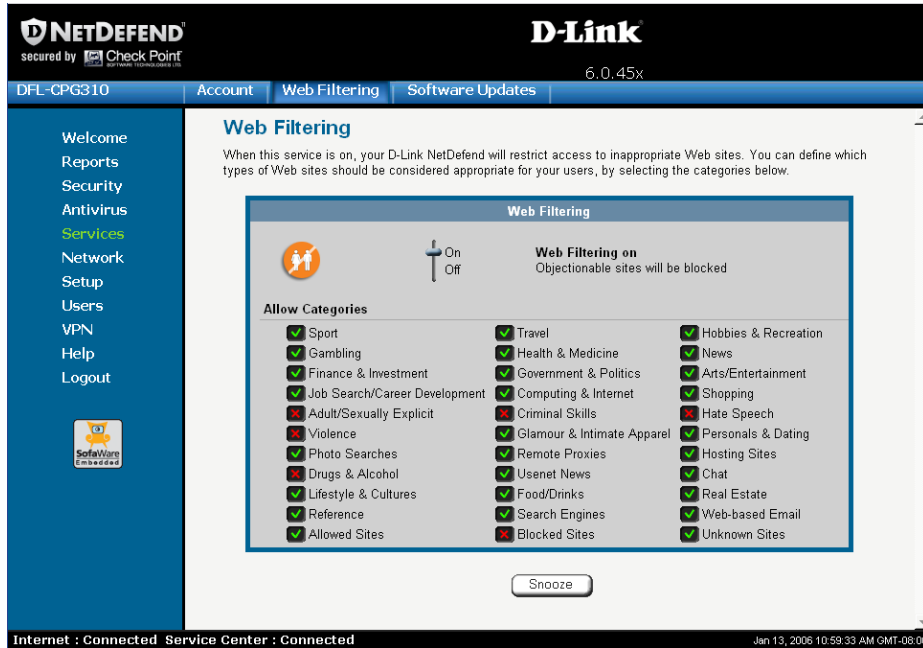 NETDEFEND
secured by Check Point
SOFTWARE TECHNOLOGIES LTD.
D-Link
6.0.45x
DFL-CPG310
Account Web Filtering Software Updates
Welcome
Reports
Security
Antivirus
Services
Network
Setup
Users
VPN
Help
Logout
SofaWare
Embedded
Web Filtering
When this service is on, your D-Link NetDefend will restrict access to inappropriate Web sites. You can define which
types of Web sites should be considered appropriate for your users, by selecting the categories below.
Web Filtering
On
Off
Web Filtering on
Objectionable sites will be blocked
Allow Categories
Sport Travel Hobbies & Recreation
Gambling Health & Medicine News
Finance & Investment Government & Politics Arts/Entertainment
Job Search/Career Development Computing & Internet Shopping
Adult/Sexually Explicit Criminal Skills Hate Speech
Violence Glamour & Intimate Apparel Personals & Dating
Photo Searches Remote Proxies Hosting Sites
Drugs & Alcohol Usenet News Chat
Lifestyle & Cultures Food/Drinks Real Estate
Reference Search Engines Web-based Email
Allowed Sites Blocked Sites Unknown Sites
Snooze
Internet : Connected Service Center : Connected
Jan 13, 2006 10:59:33 AM GMT-08:00